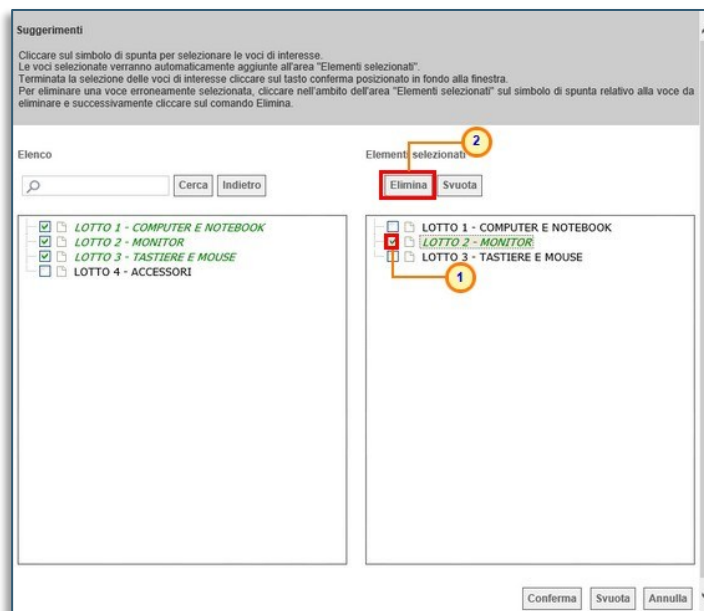 Suggerimenti
Cliccare sul simbolo di spunta per selezionare le voci di interesse.
Le voci selezionate verranno automaticamente aggiunte all'area "Elementi selezionati".
Terminata la selezione delle voci di interesse cliccare sul tasto conferma posizionato in fondo alla finestra.
Per eliminare una voce erroneamente selezionata, cliccare nell'ambito dell'area "Elementi selezionati" sul simbolo di spunta relativo alla voce da
eliminare e successivamente cliccare sul comando Elimina.
2
Elenco
Elementi selezionati
Cerca Indietro
Elimina Svuota
LOTTO 1 - COMPUTER E NOTEBOOK
LOTTO 2 - MONITOR
LOTTO 3 - TASTIERE E MOUSE
LOTTO 4 - ACCESSORI
LOTTO 1 - COMPUTER E NOTEBOOK
LOTTO 2 - MONITOR
LOTTO 3 - TASTIERE E MOUSE
1
Conferma Svuota Annulla